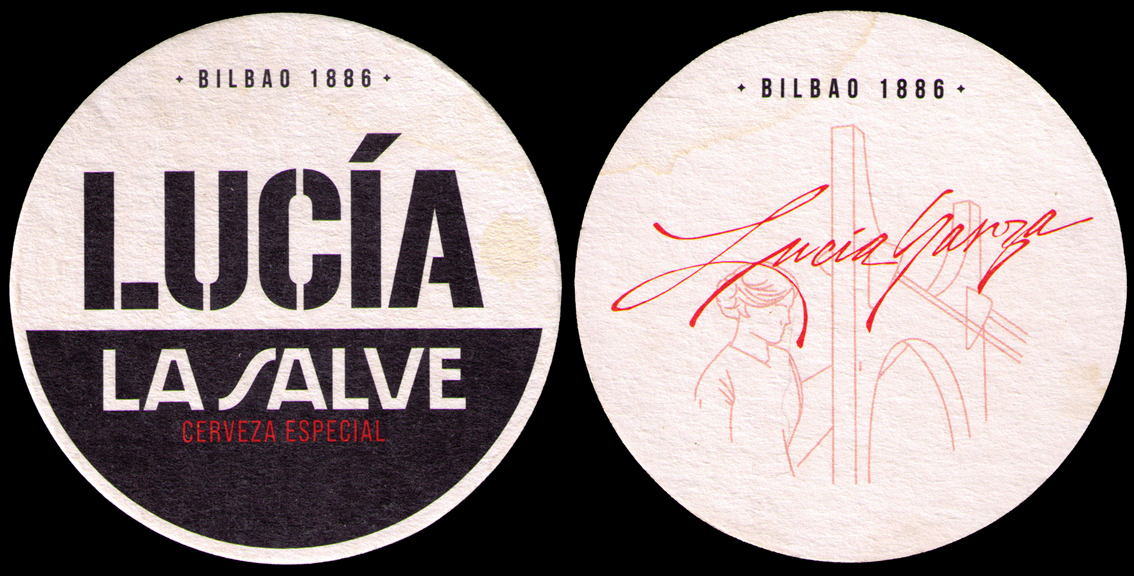 BILBAO 1886
LUCÍA
LA SALVE
CERVEZA ESPECIAL
BILBAO 1886
Lucía Garza